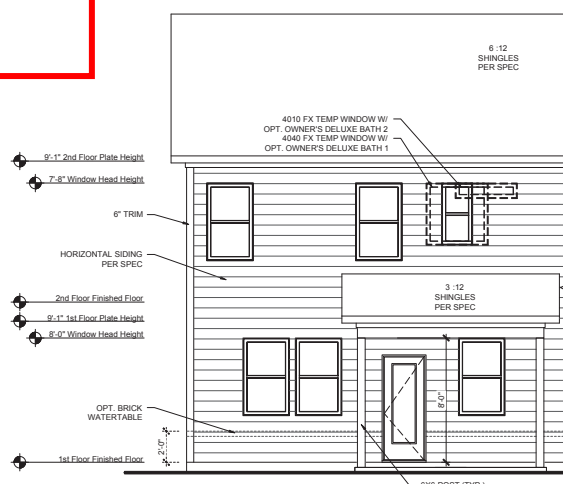 6 :12
SHINGLES
PER SPEC
4010 FX TEMP WINDOW W/
OPT. OWNER'S DELUXE BATH 2
4040 FX TEMP WINDOW W/
OPT. OWNER'S DELUXE BATH 1
9'-1" 2nd Floor Plate Height
7'-8" Window Head Height
6" TRIM
HORIZONTAL SIDING
PER SPEC
3 :12
SHINGLES
PER SPEC
2nd Floor Finished Floor
9'-1" 1st Floor Plate Height
8'-0" Window Head Height
8'-0"
OPT. BRICK
WATERTABLE
2'-0"
1st Floor Finished Floor
POST (TYP.)